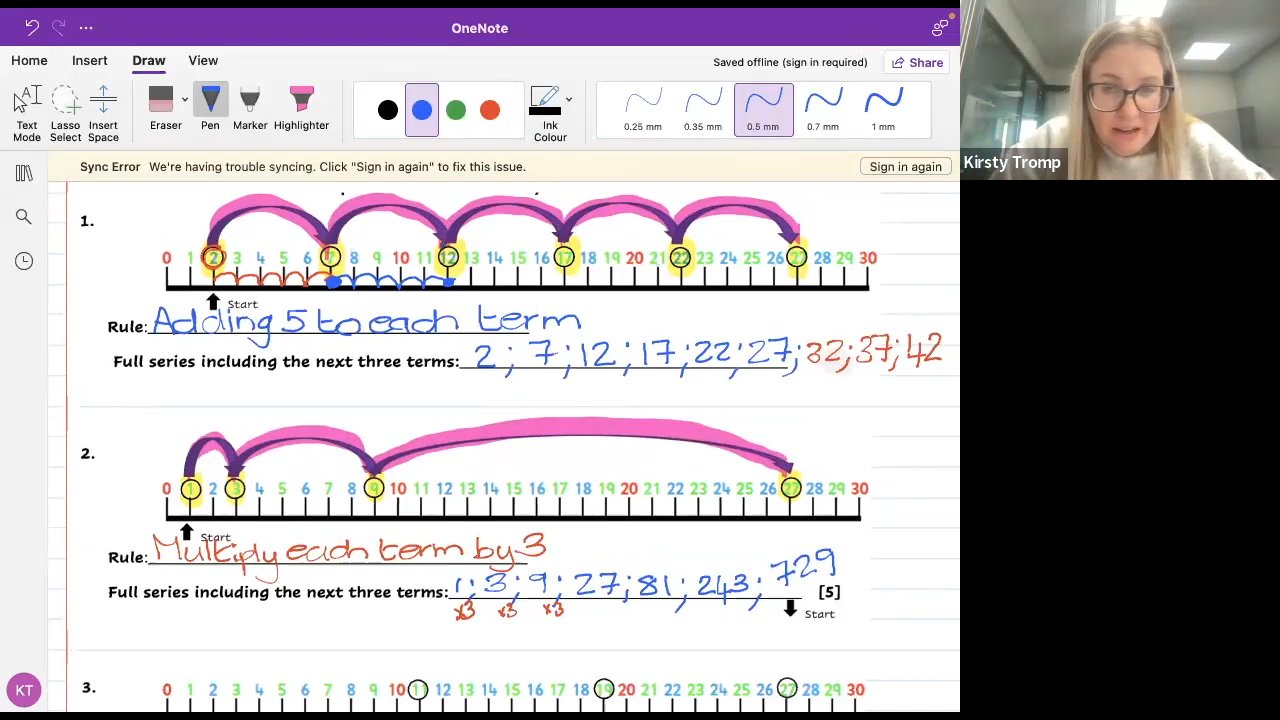 OneNote
Home Insert Draw View
Saved offline (sign in required) Share
Text Mode
Lasso Select
Insert Space
Eraser
Pen
Marker
Highlighter
Ink Colour
0.25 mm 0.35 mm 0.5 mm 0.7 mm 1 mm
Kirsty Tromp
Sync Error We're having trouble syncing. Click "Sign in again" to fix this issue. Sign in again
1.
0 1 2 3 4 5 6 7 8 9 10 11 12 13 14 15 16 17 18 19 20 21 22 23 24 25 26 27 28 29 30
Start
Rule: Adding 5 to each term
Full series including the next three terms: 2 ; 7 ; 12 ; 17 ; 22 ; 27 ; 32 ; 37 ; 42
2.
0 1 2 3 4 5 6 7 8 9 10 11 12 13 14 15 16 17 18 19 20 21 22 23 24 25 26 27 28 29 30
Start
Rule: Multiply each term by 3
Full series including the next three terms: 1 ; 3 ; 9 ; 27 ; 81 ; 243 ; 729 [5]
x3 x3 x3
Start
3.
0 1 2 3 4 5 6 7 8 9 10 11 12 13 14 15 16 17 18 19 20 21 22 23 24 25 26 27 28 29 30
KT